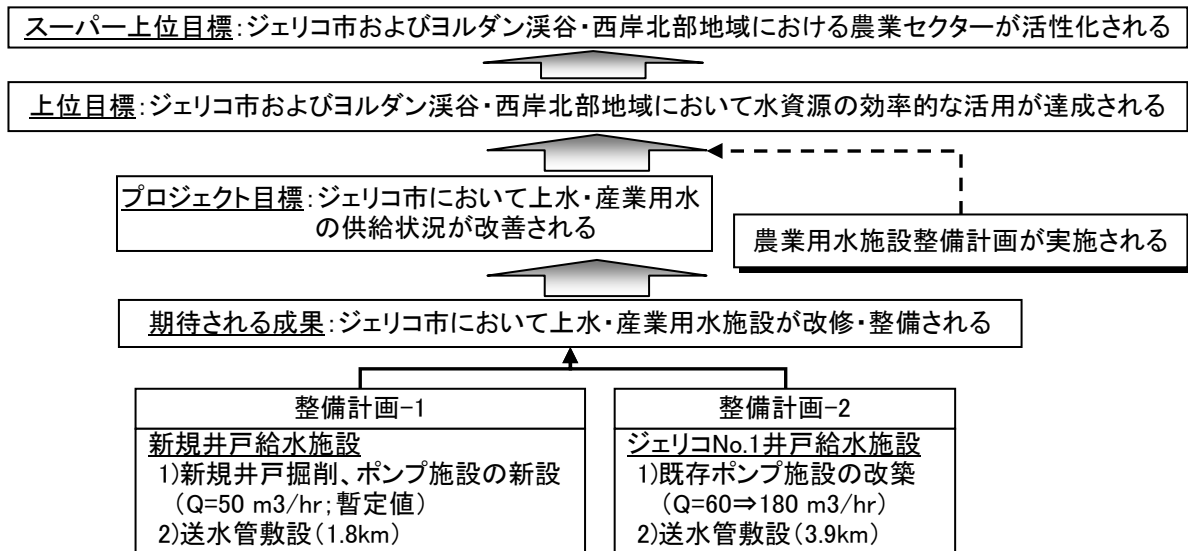 スーパー上位目標:ジェリコ市およびヨルダン渓谷・西岸北部地域における農業セクターが活性化される
上位目標:ジェリコ市およびヨルダン渓谷・西岸北部地域において水資源の効率的な活用が達成される
プロジェクト目標:ジェリコ市において上水・産業用水
の供給状況が改善される
農業用水施設整備計画が実施される
期待される成果:ジェリコ市において上水・産業用水施設が改修・整備される
整備計画-1
新規井戸給水施設
1)新規井戸掘削、ポンプ施設の新設
(Q=50 m3/hr;暫定値)
2)送水管敷設(1.8km)
整備計画-2
ジェリコNo.1井戸給水施設
1)既存ポンプ施設の改築
(Q=60⇒180 m3/hr)
2)送水管敷設(3.9km)